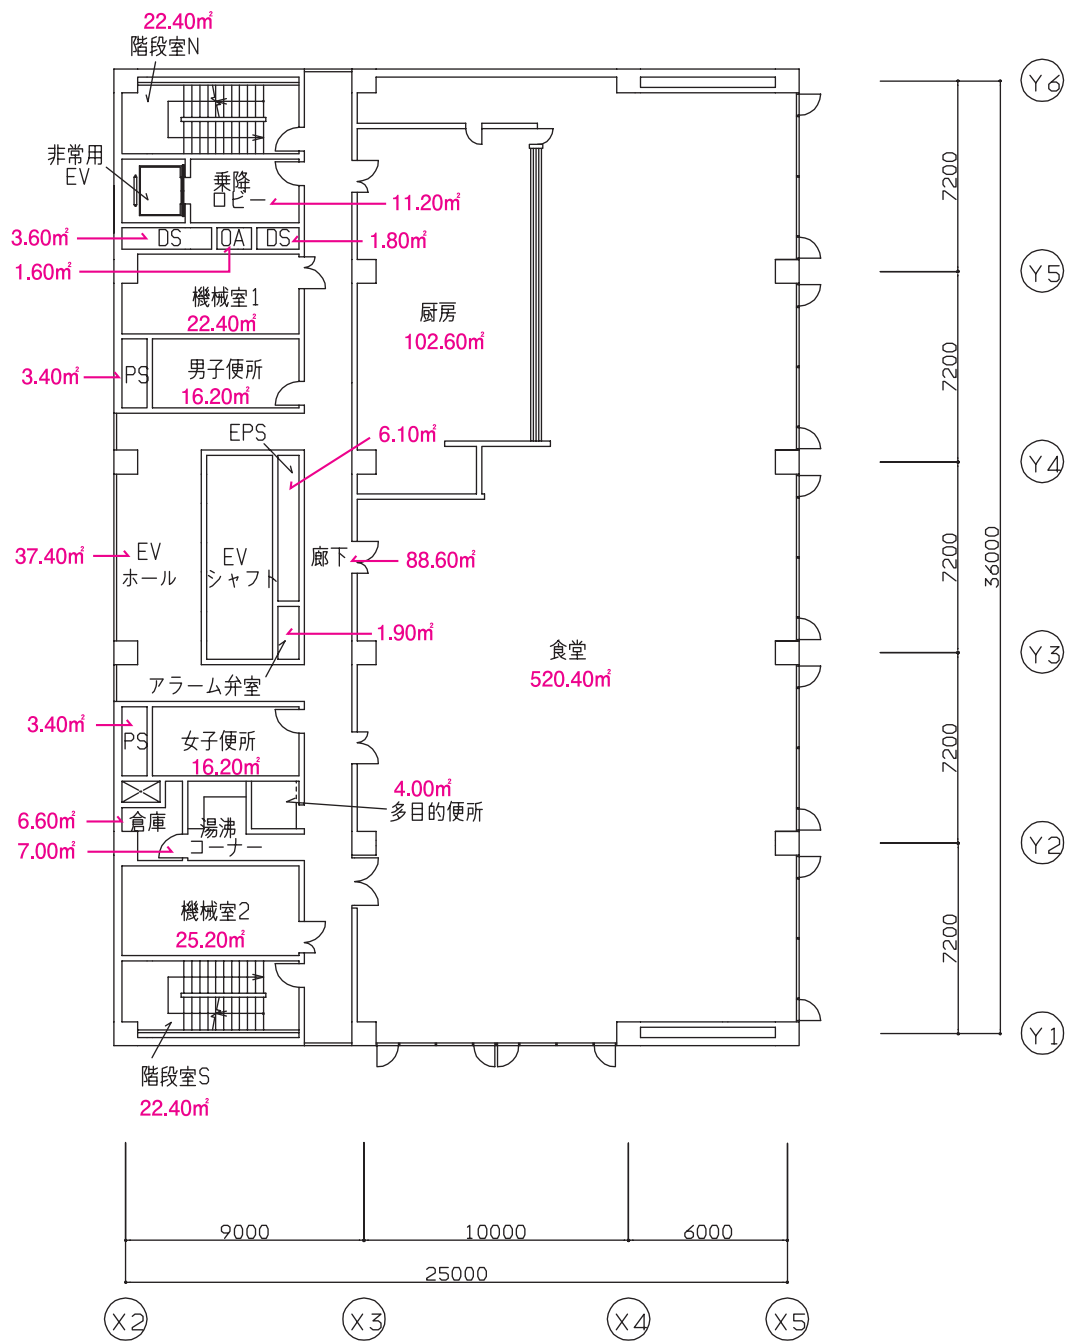 22.40㎡
階段室N
Y6
非常用
EV
乗降
ロビー
11.20㎡
7200
3.60㎡
DS
OA
DS
1.80㎡
1.60㎡
Y5
機械室1
22.40㎡
厨房
102.60㎡
7200
3.40㎡
PS
男子便所
16.20㎡
EPS
6.10㎡
Y4
37.40㎡
EV
ホール
EV
シャフト
廊下
88.60㎡
7200
36000
1.90㎡
食堂
520.40㎡
Y3
アラーム弁室
3.40㎡
PS
女子便所
16.20㎡
7200
4.00㎡
多目的便所
6.60㎡
倉庫
湯沸
コーナー
7.00㎡
Y2
機械室2
25.20㎡
7200
Y1
階段室S
22.40㎡
9000
10000
6000
25000
X2
X3
X4
X5